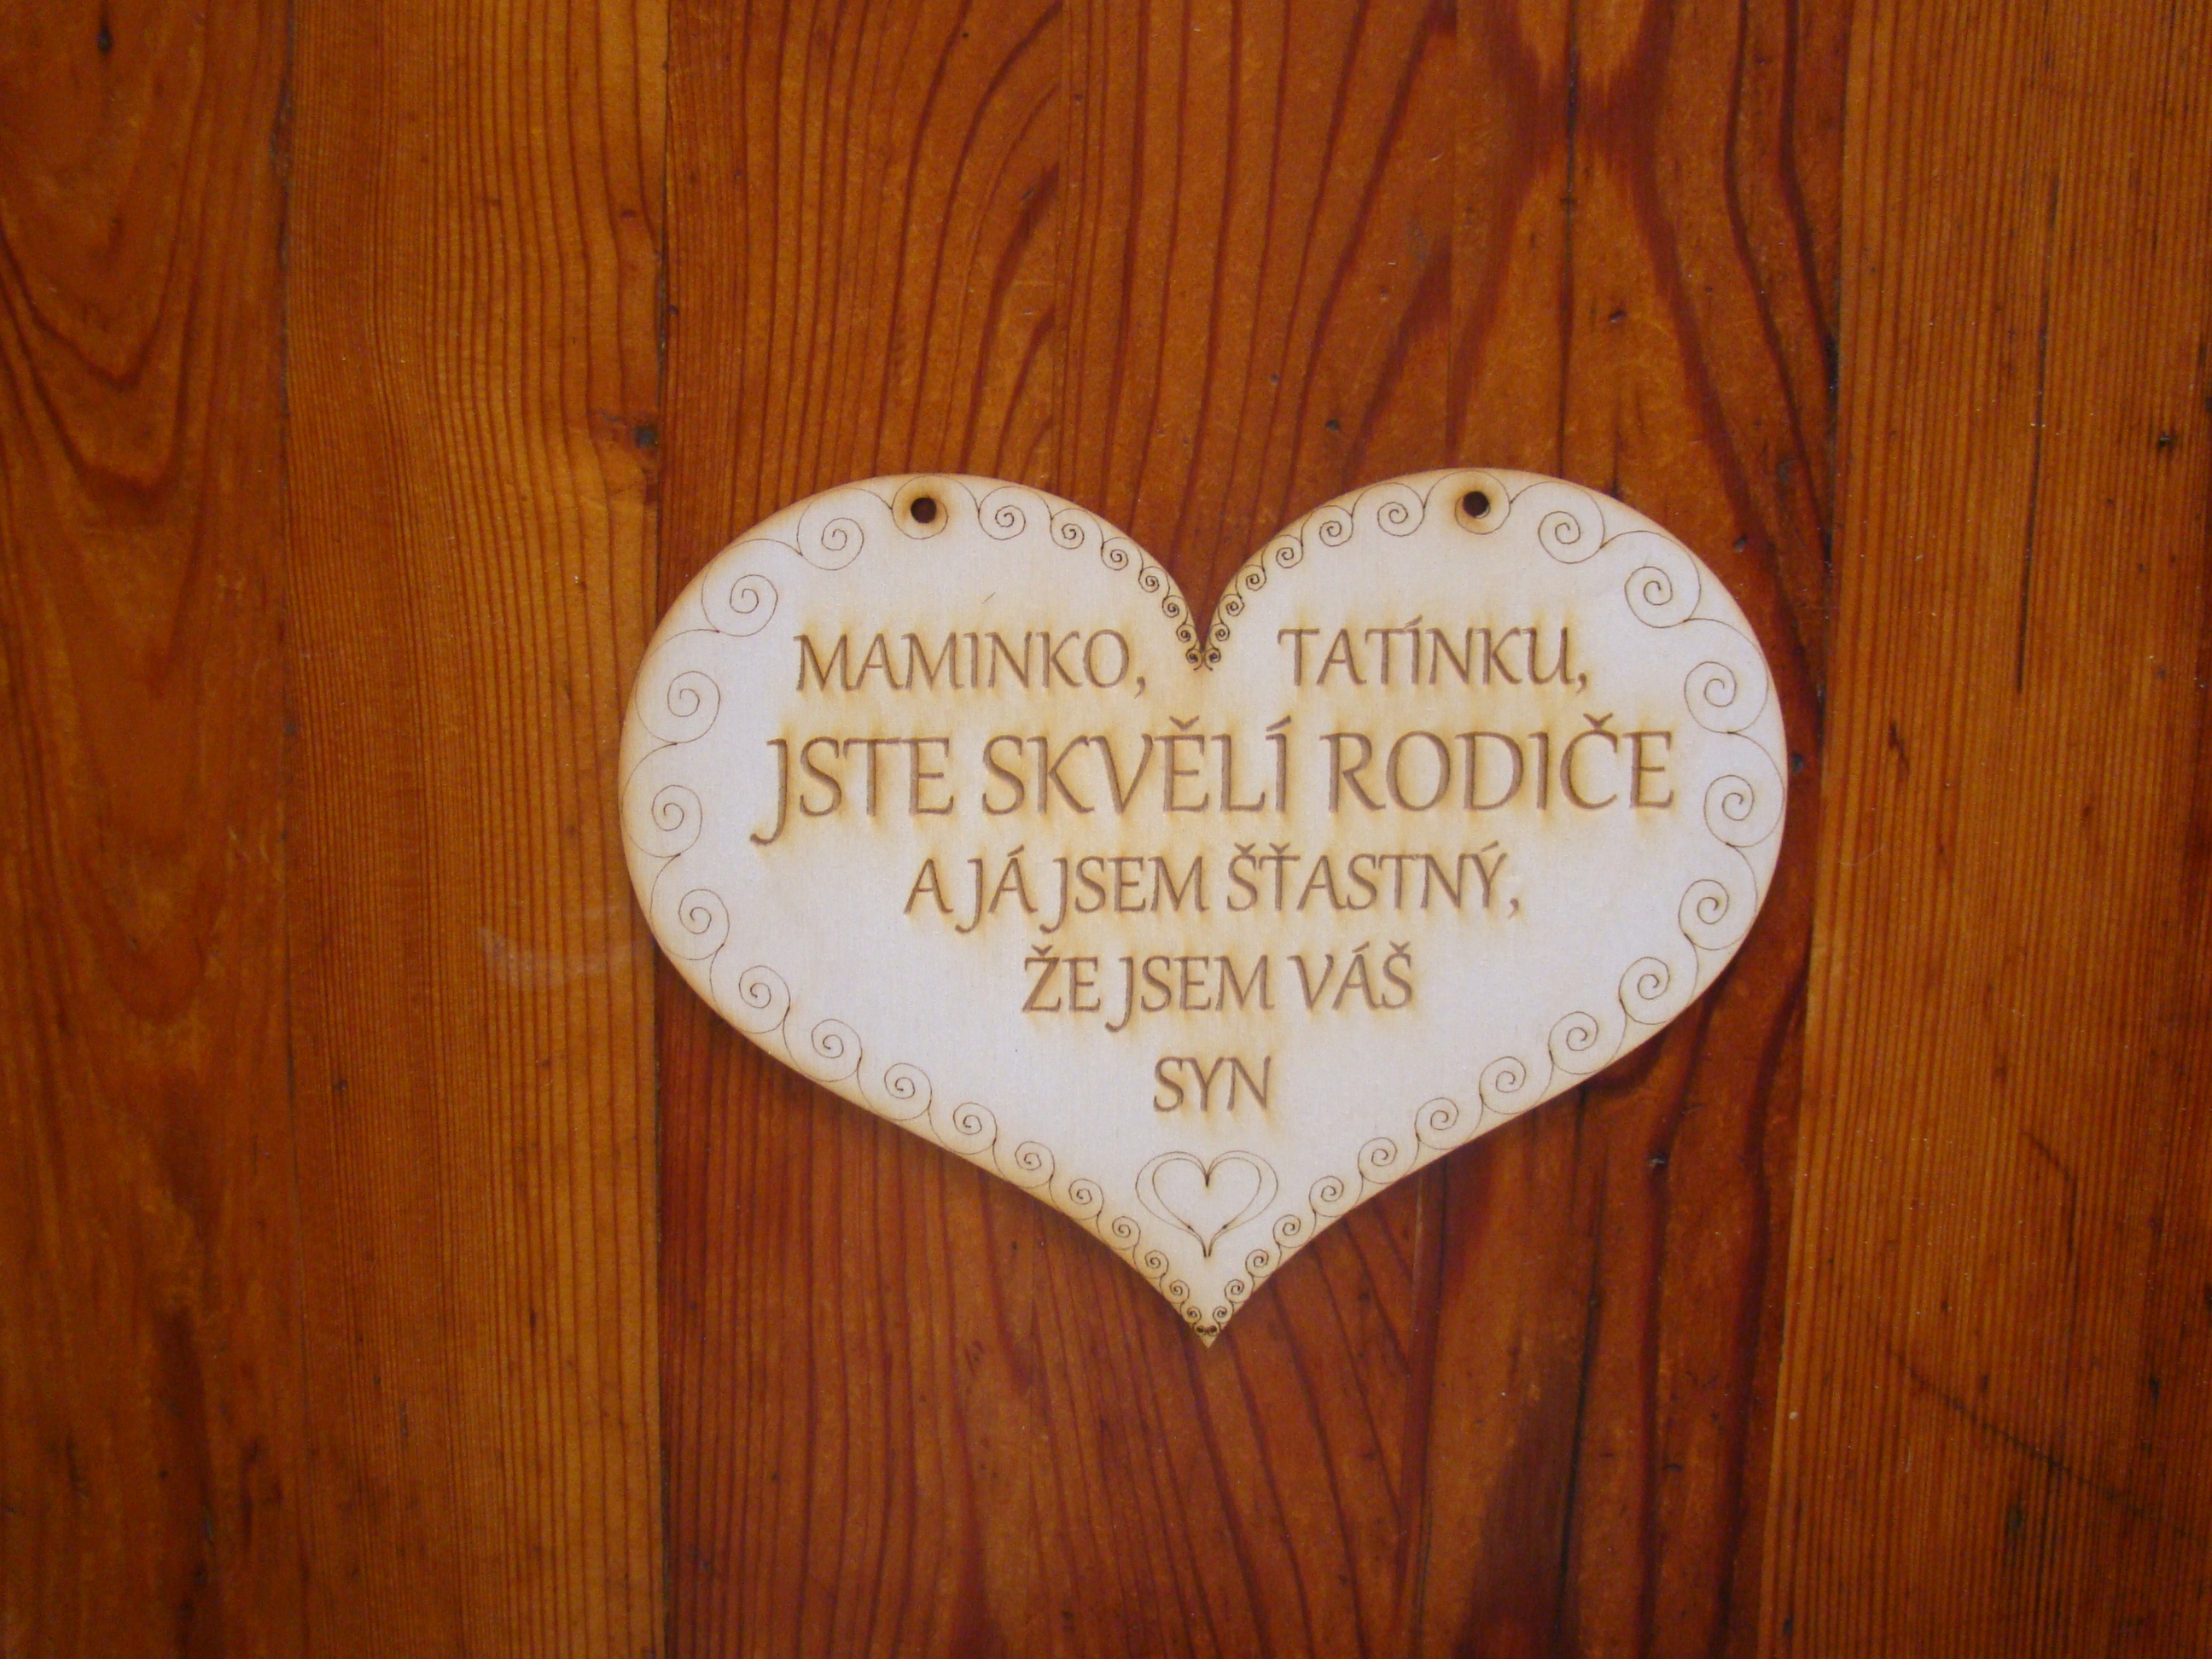 MAMINKO, TATÍNKU,
JSTE SKVĚLÍ RODIČE
A JÁ JSEM ŠŤASTNÝ,
ŽE JSEM VÁŠ
SYN